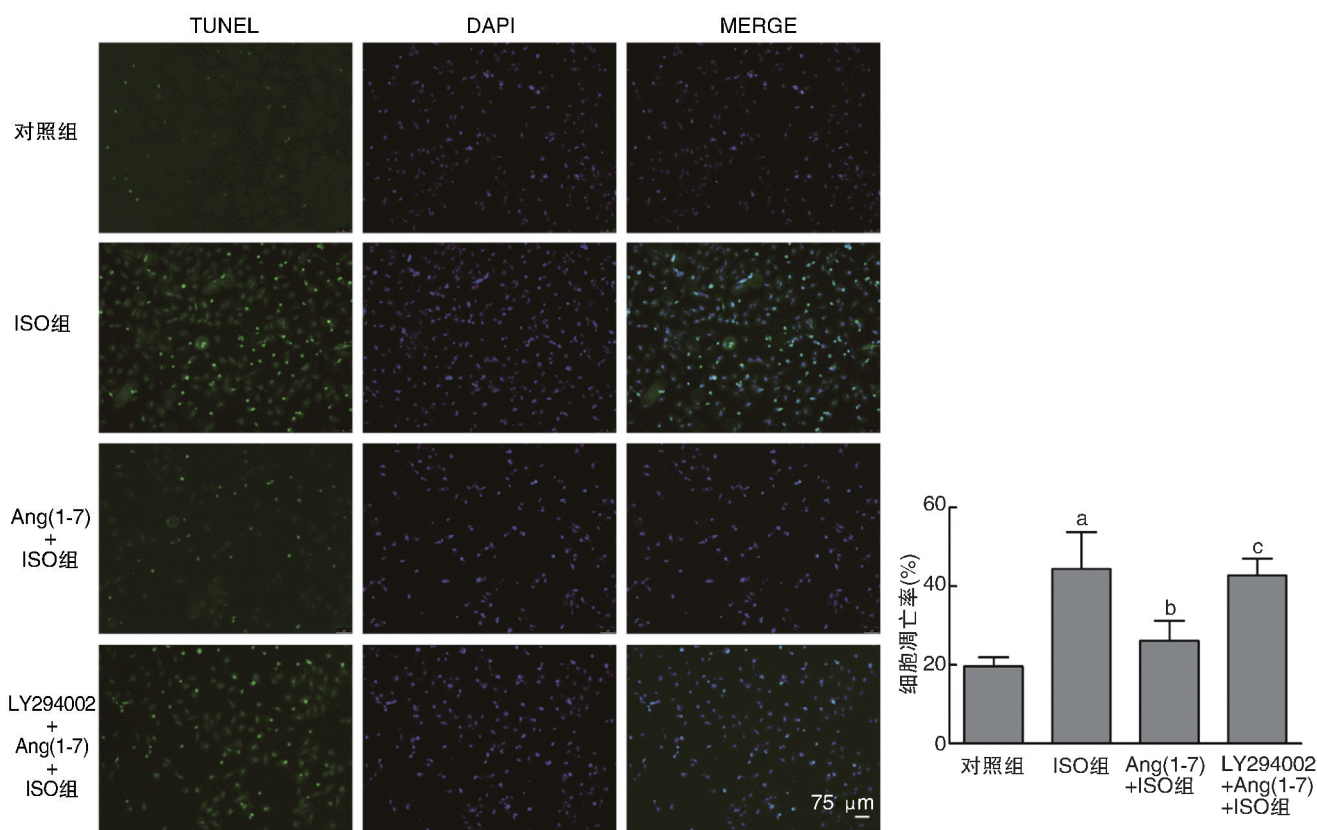 TUNEL
DAPI
MERGE
对照组
ISO组
Ang(1-7)
+
ISO组
LY294002
+
Ang(1-7)
+
ISO组
75 μm
细胞凋亡率(%)
60
40
20
0
a
b
c
对照组
ISO组
Ang(1-7)
+ISO组
LY294002
+Ang(1-7)
+ISO组